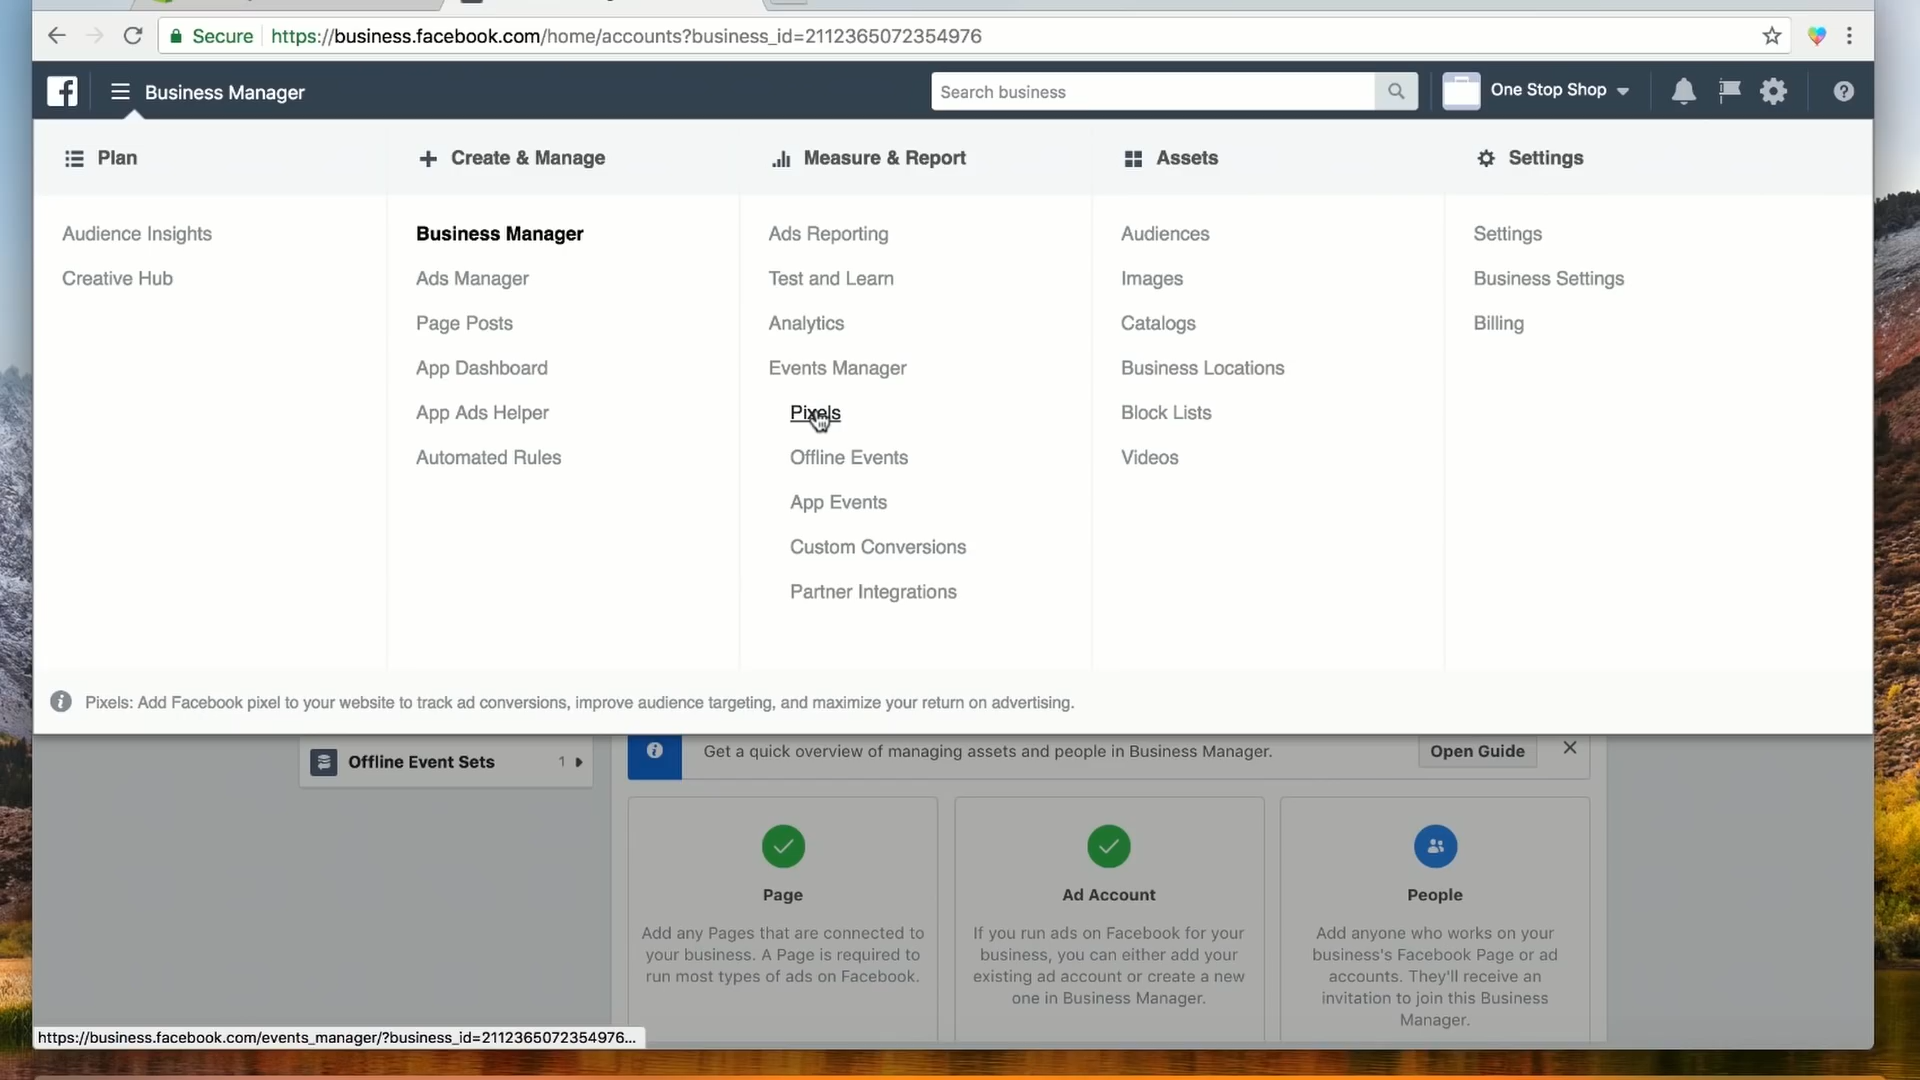 Secure https://business.facebook.com/home/accounts?business_id=2112365072354976
Business Manager
Search business
One Stop Shop
Plan
Create & Manage
Measure & Report
Assets
Settings
Audience Insights
Creative Hub
Business Manager
Ads Manager
Page Posts
App Dashboard
App Ads Helper
Automated Rules
Ads Reporting
Test and Learn
Analytics
Events Manager
Pixels
Offline Events
App Events
Custom Conversions
Partner Integrations
Audiences
Images
Catalogs
Business Locations
Block Lists
Videos
Settings
Business Settings
Billing
Pixels: Add Facebook pixel to your website to track ad conversions, improve audience targeting, and maximize your return on advertising.
Offline Event Sets 1
Get a quick overview of managing assets and people in Business Manager.
Open Guide
Page
Add any Pages that are connected to
your business. A Page is required to
run most types of ads on Facebook.
Ad Account
If you run ads on Facebook for your
business, you can either add your
existing ad account or create a new
one in Business Manager.
People
Add anyone who works on your
business's Facebook Page or ad
accounts. They'll receive an
invitation to join this Business
Manager.
https://business.facebook.com/events_manager/?business_id=2112365072354976...